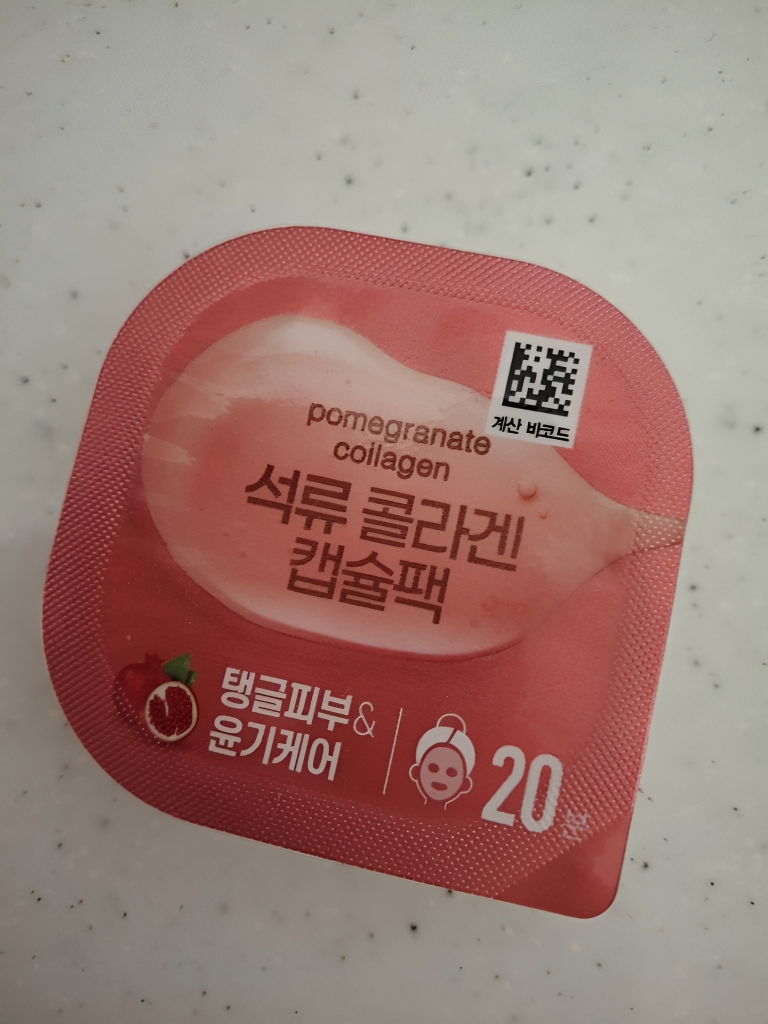 계산 바코드
pomegranate
collagen
석류 콜라겐
캡슐팩
탱글피부 &
윤기케어
20